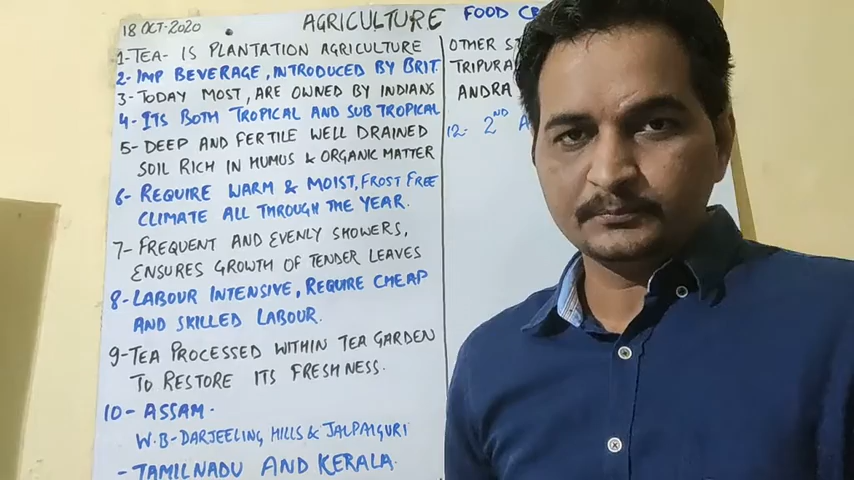 18 OCT-2020
AGRICULTURE
FOOD
1- TEA- IS PLANTATION AGRICULTURE
2- IMP BEVERAGE, INTRODUCED BY BRIT.
3- TODAY MOST, ARE OWNED BY INDIANS
4- ITS BOTH TROPICAL AND SUB TROPICAL
5- DEEP AND FERTILE WELL DRAINED
SOIL RICH IN HUMUS & ORGANIC MATTER
6- REQUIRE WARM & MOIST, FROST FREE
CLIMATE ALL THROUGH THE YEAR.
7- FREQUENT AND EVENLY SHOWERS,
ENSURES GROWTH OF TENDER LEAVES
8- LABOUR INTENSIVE, REQUIRE CHEAP
AND SKILLED LABOUR.
9- TEA PROCESSED WITHIN TEA GARDEN
TO RESTORE ITS FRESHNESS.
10- ASSAM.
W.B- DARJEELING HILLS & JALPAIGURI
- TAMILNADU AND KERALA.
OTHER
TRIPURA
ANDRA
12- 2ND